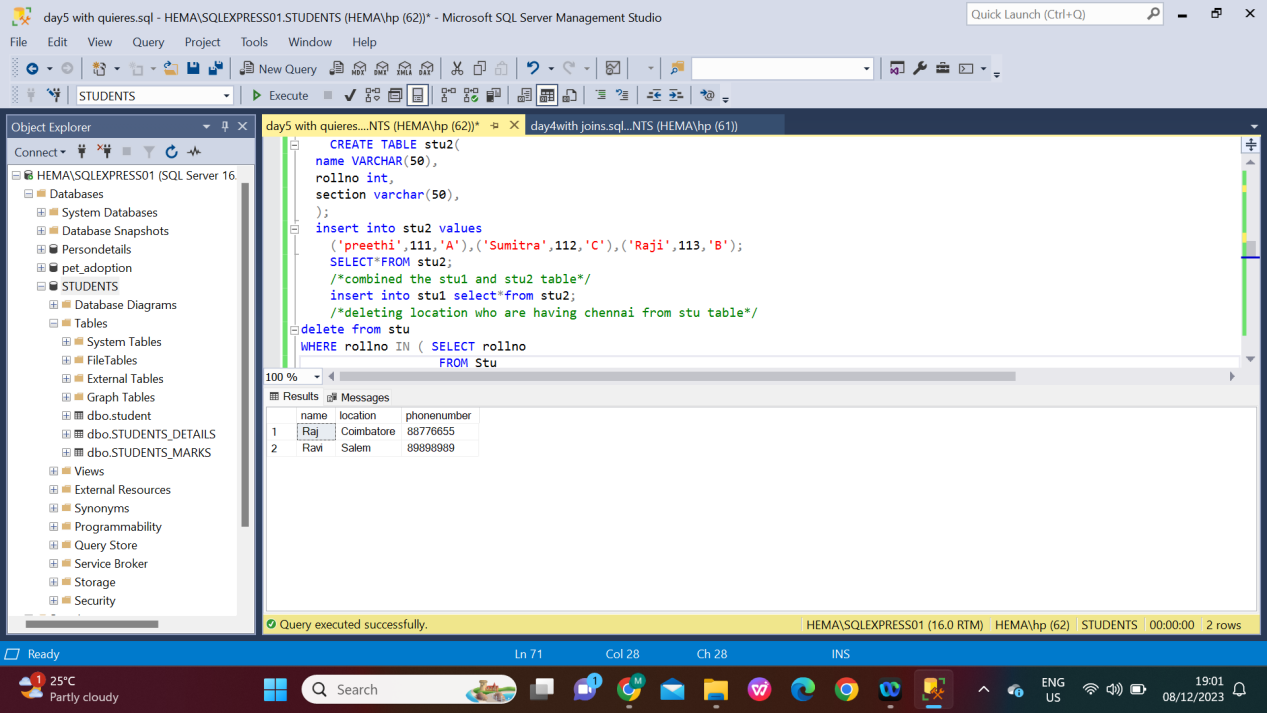 day5 with quieres.sql - HEMA\SQLEXPRESS01.STUDENTS (HEMA\hp (62))* - Microsoft SQL Server Management Studio
Quick Launch (Ctrl+Q)
File Edit View Query Project Tools Window Help
New Query MDX DMX XMLA DAX
STUDENTS Execute
Object Explorer
day5 with quieres....NTS (HEMA\hp (62))* day4with joins.sql...NTS (HEMA\hp (61))
Connect
HEMA\SQLEXPRESS01 (SQL Server 16.
Databases
System Databases
Database Snapshots
Persondetails
pet_adoption
STUDENTS
Database Diagrams
Tables
System Tables
FileTables
External Tables
Graph Tables
dbo.student
dbo.STUDENTS_DETAILS
dbo.STUDENTS_MARKS
Views
External Resources
Synonyms
Programmability
Query Store
Service Broker
Storage
Security
CREATE TABLE stu2(
name VARCHAR(50),
rollno int,
section varchar(50),
);
insert into stu2 values
('preethi',111,'A'),('Sumitra',112,'C'),('Raji',113,'B');
SELECT*FROM stu2;
/*combined the stu1 and stu2 table*/
insert into stu1 select*from stu2;
/*deleting location who are having chennai from stu table*/
delete from stu
WHERE rollno IN ( SELECT rollno
FROM Stu
100 %
Results Messages
name location phonenumber
1 Raj Coimbatore 88776655
2 Ravi Salem 89898989
Query executed successfully. HEMA\SQLEXPRESS01 (16.0 RTM) HEMA\hp (62) STUDENTS 00:00:00 2 rows
Ready Ln 71 Col 28 Ch 28 INS
1 25°C
Partly cloudy
Search
1
M
ENG
US
19:01
08/12/2023